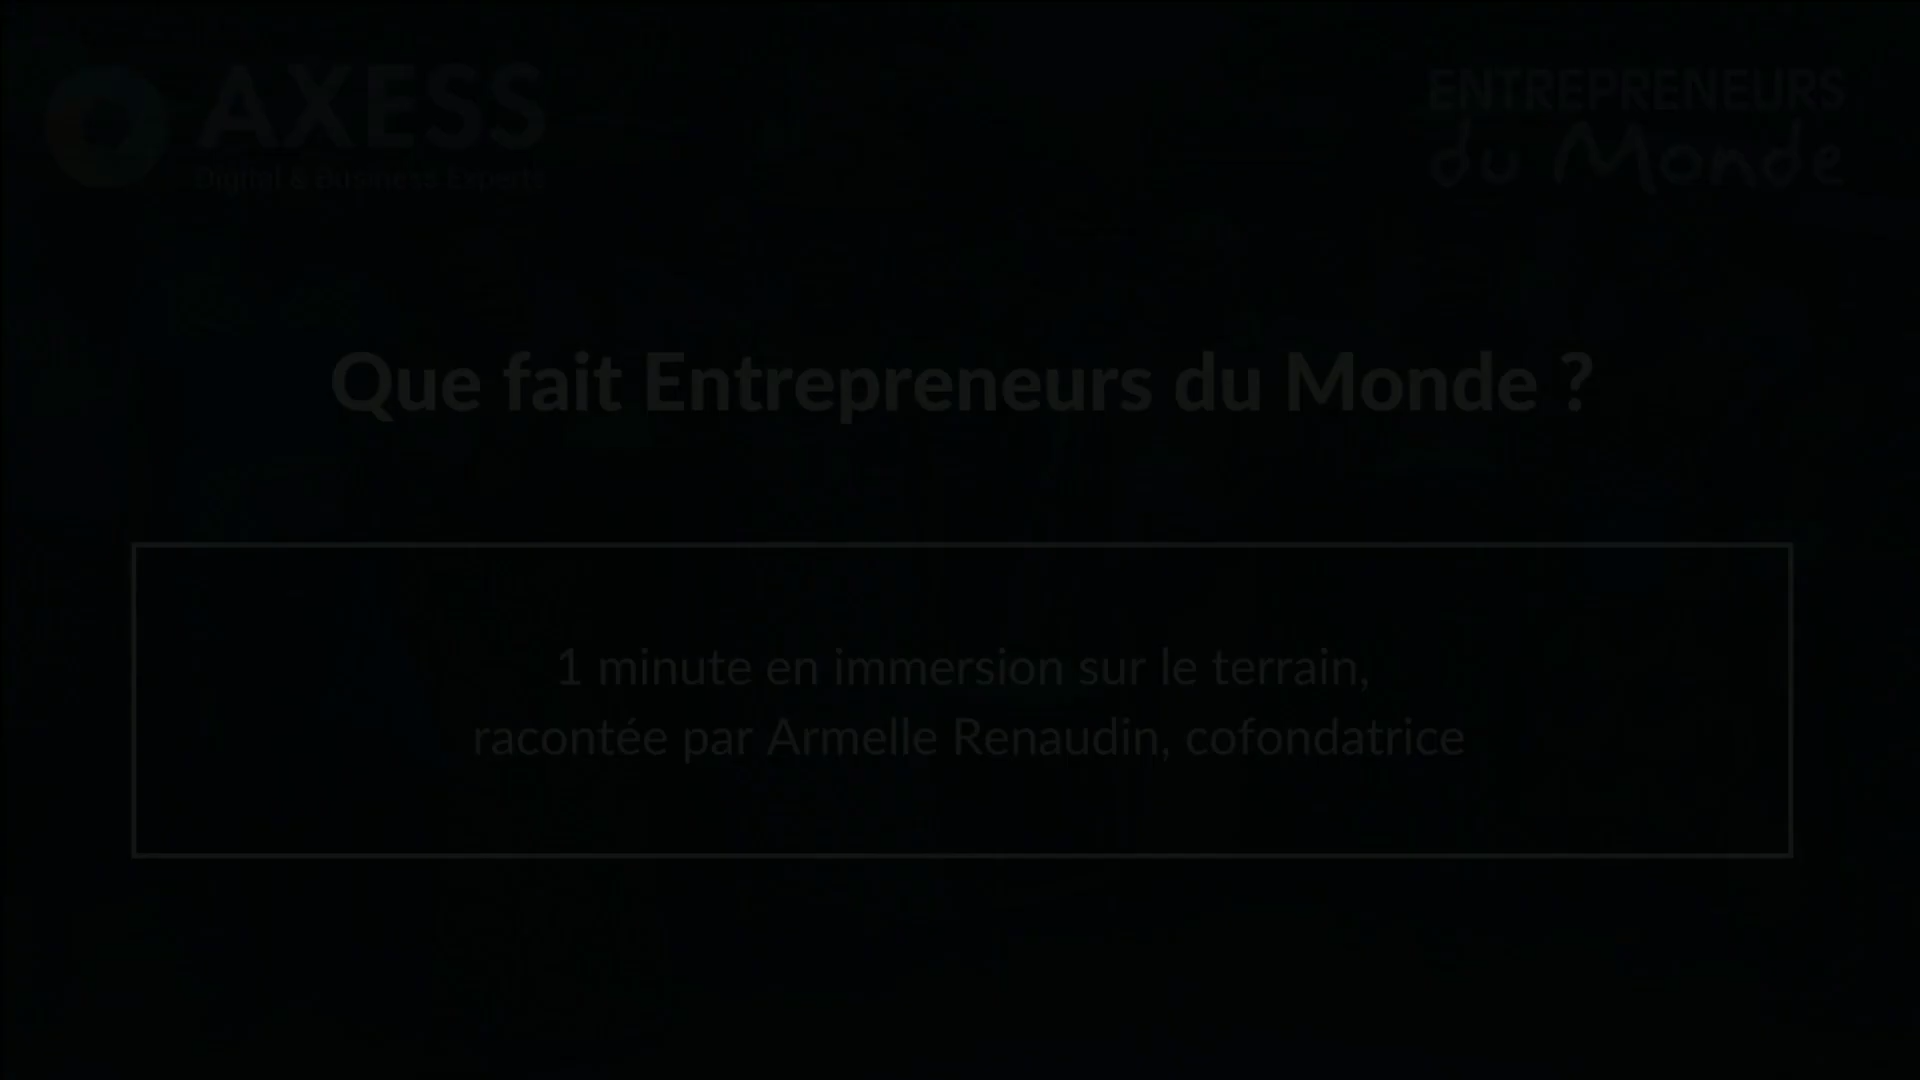 AXESS
Digital & Business Experts
ENTREPRENEURS
du Monde
Que fait Entrepreneurs du Monde ?
1 minute en immersion sur le terrain,
racontée par Armelle Renaudin, cofondatrice